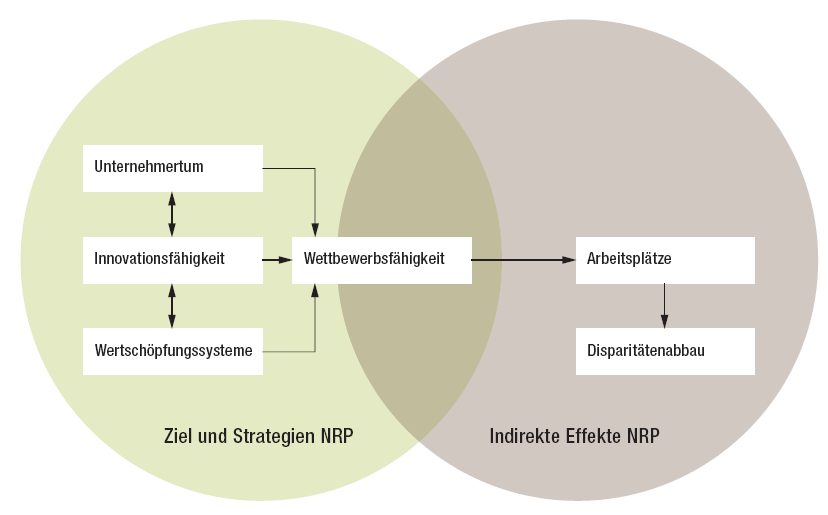 Unternehmertum
Innovationsfähigkeit
Wettbewerbsfähigkeit
Arbeitsplätze
Wertschöpfungssysteme
Disparitätenabbau
Ziel und Strategien NRP
Indirekte Effekte NRP